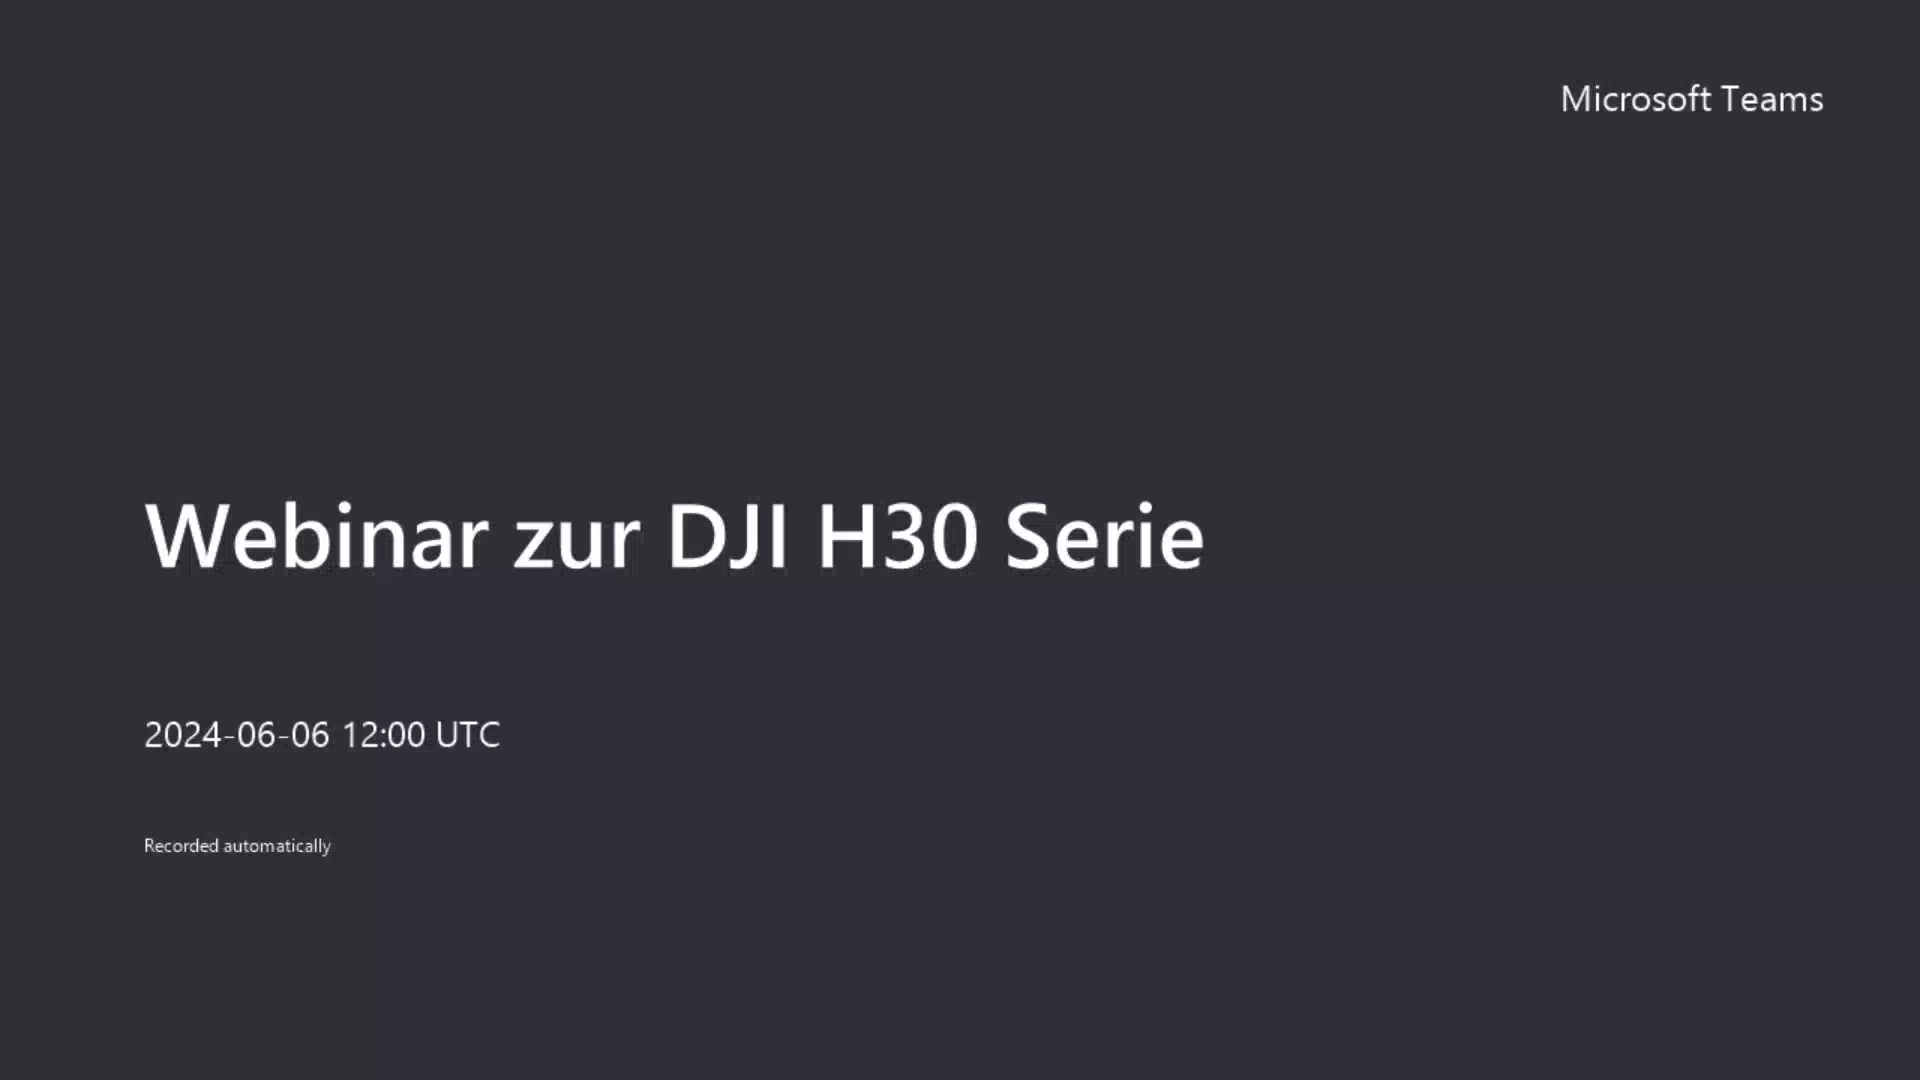 Microsoft Teams
Webinar zur DJI H30 Serie
2024-06-06 12:00 UTC
Recorded automatically